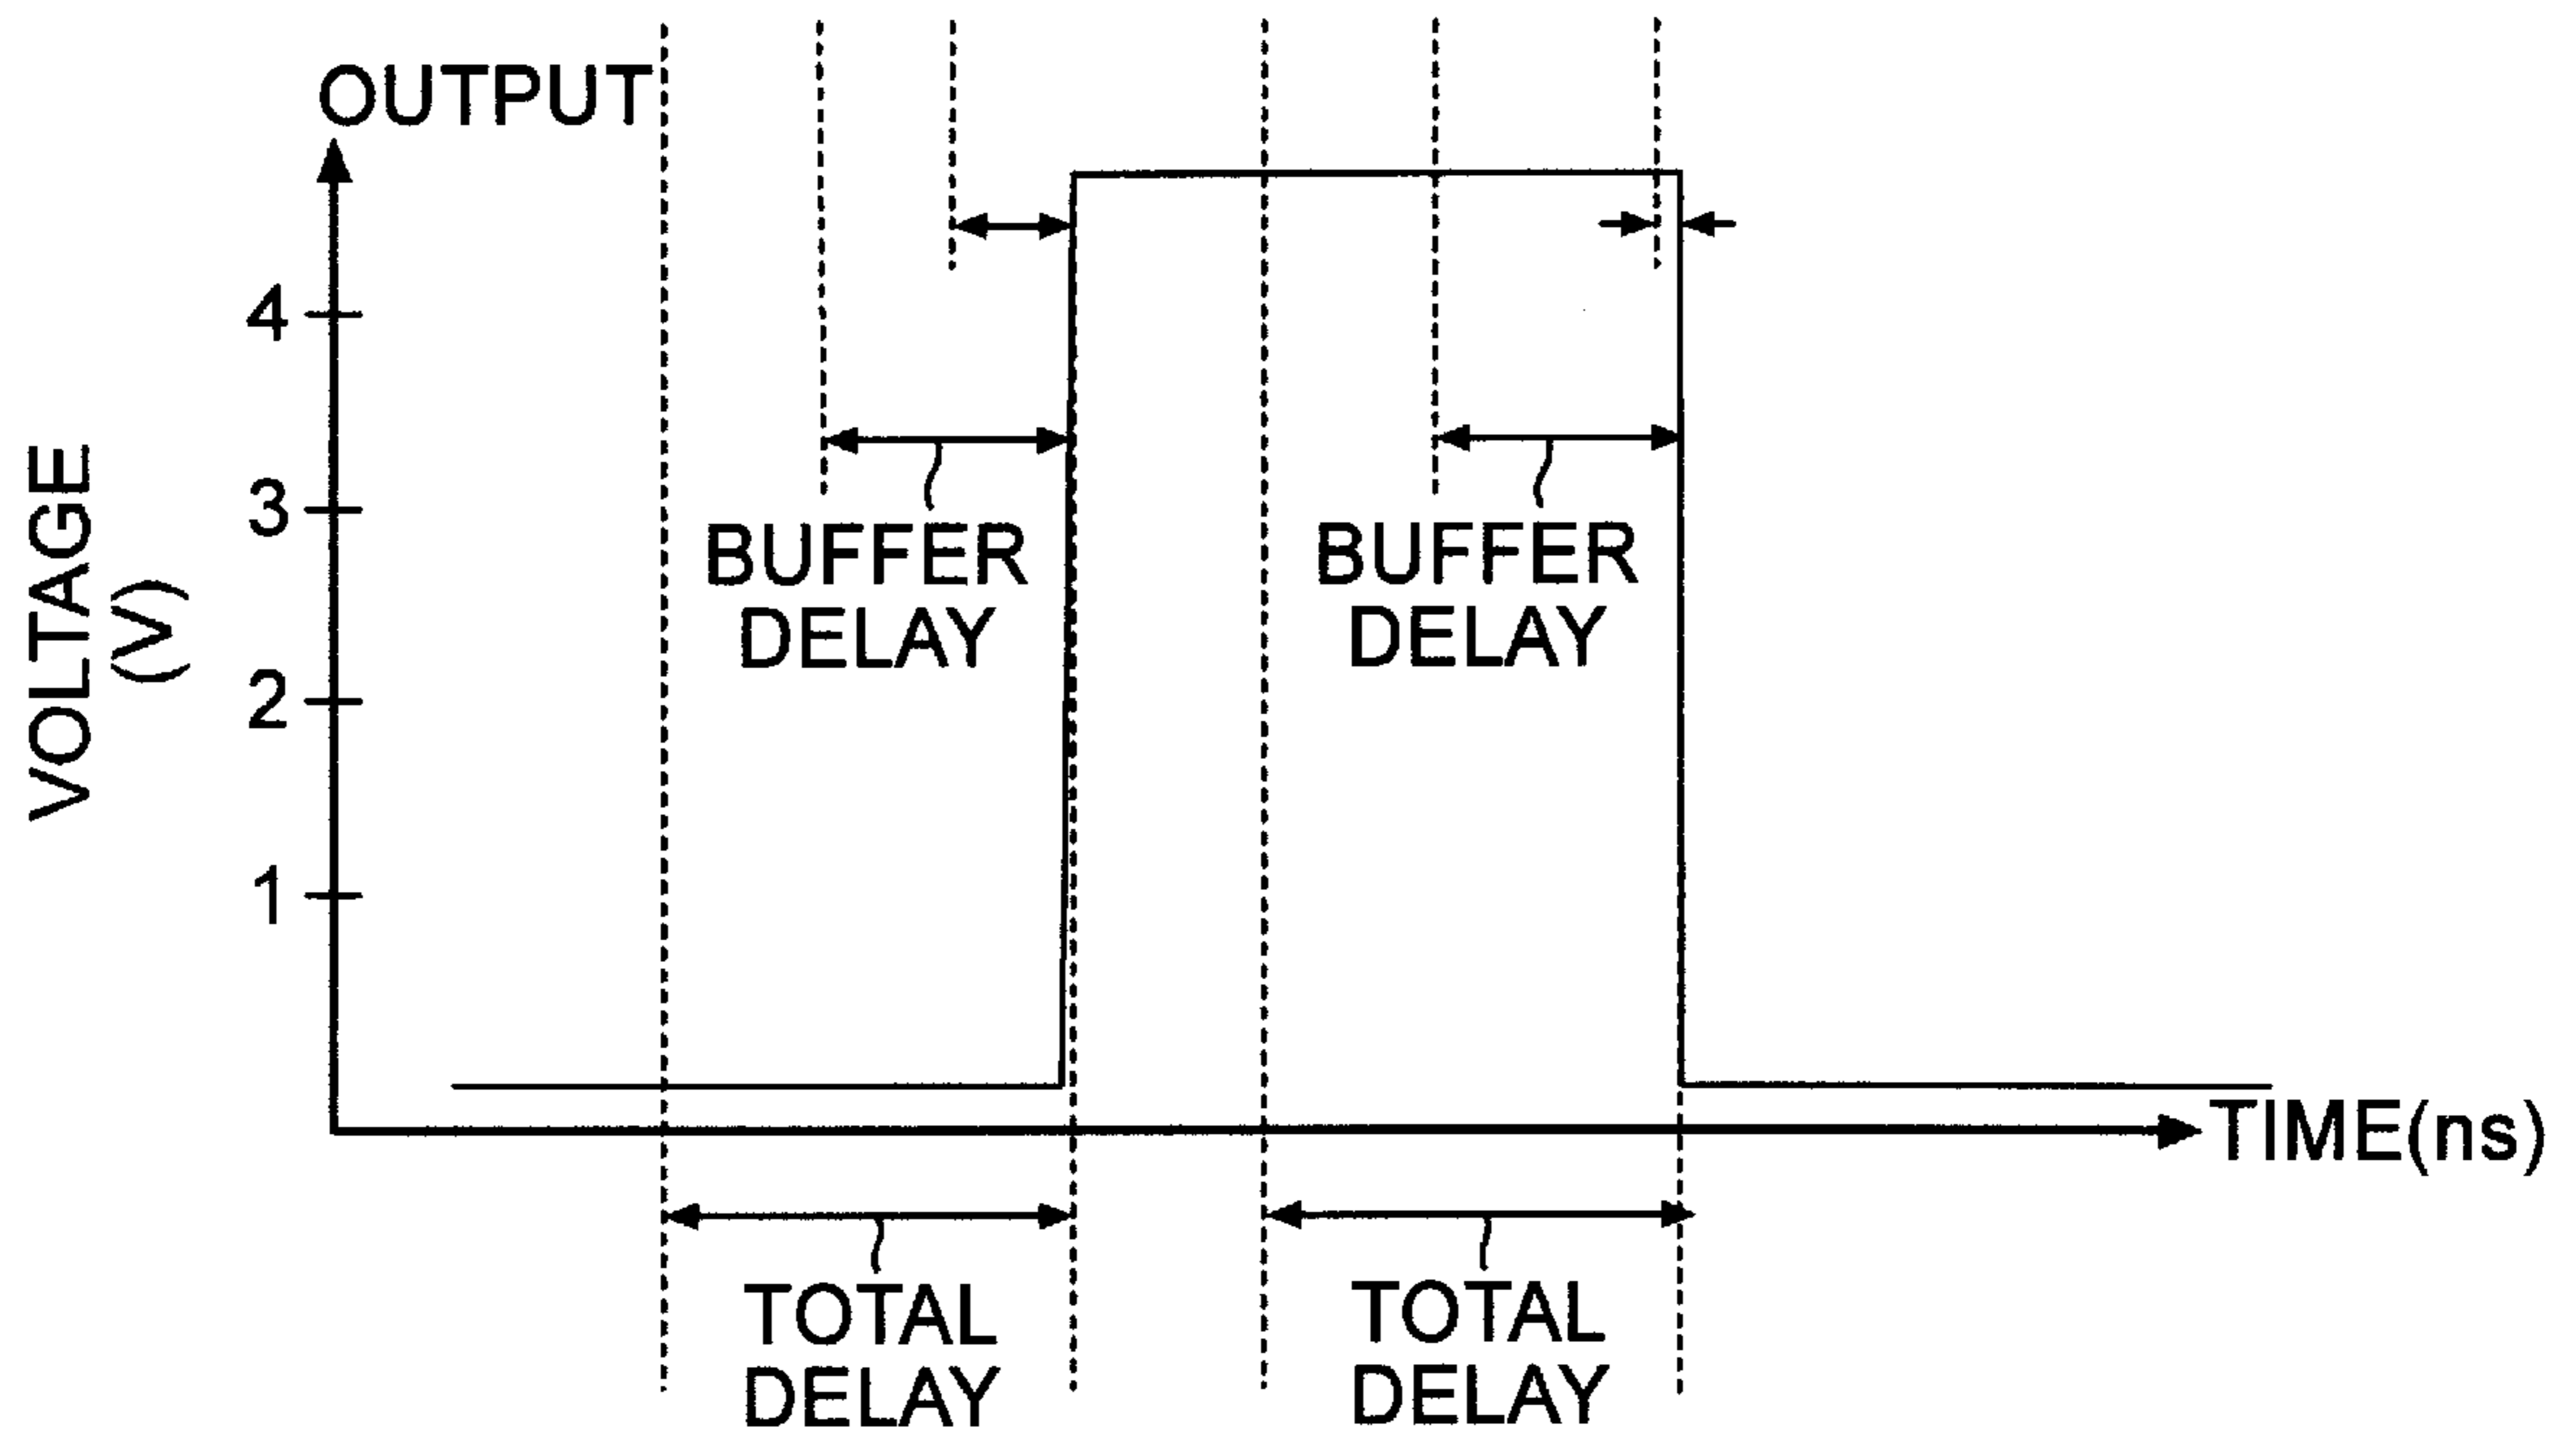 OUTPUT
VOLTAGE
(V)
4
3
2
1
BUFFER
DELAY
BUFFER
DELAY
TIME(ns)
TOTAL
DELAY
TOTAL
DELAY